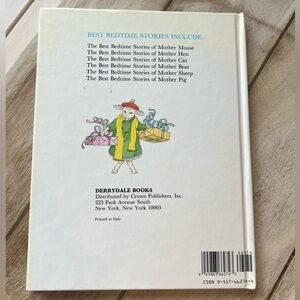 BEST BEDTIME STORIES INCLUDE:
The Best Bedtime Stories of Mother Mouse
The Best Bedtime Stories of Mother Hen
The Best Bedtime Stories of Mother Cat
The Best Bedtime Stories of Mother Bear
The Best Bedtime Stories of Mother Sheep
The Best Bedtime Stories of Mother Pig
DERRYDALE BOOKS
Distributed by Crown Publishers, Inc.
225 Park Avenue South
New York, New York 10003
Printed in Italy